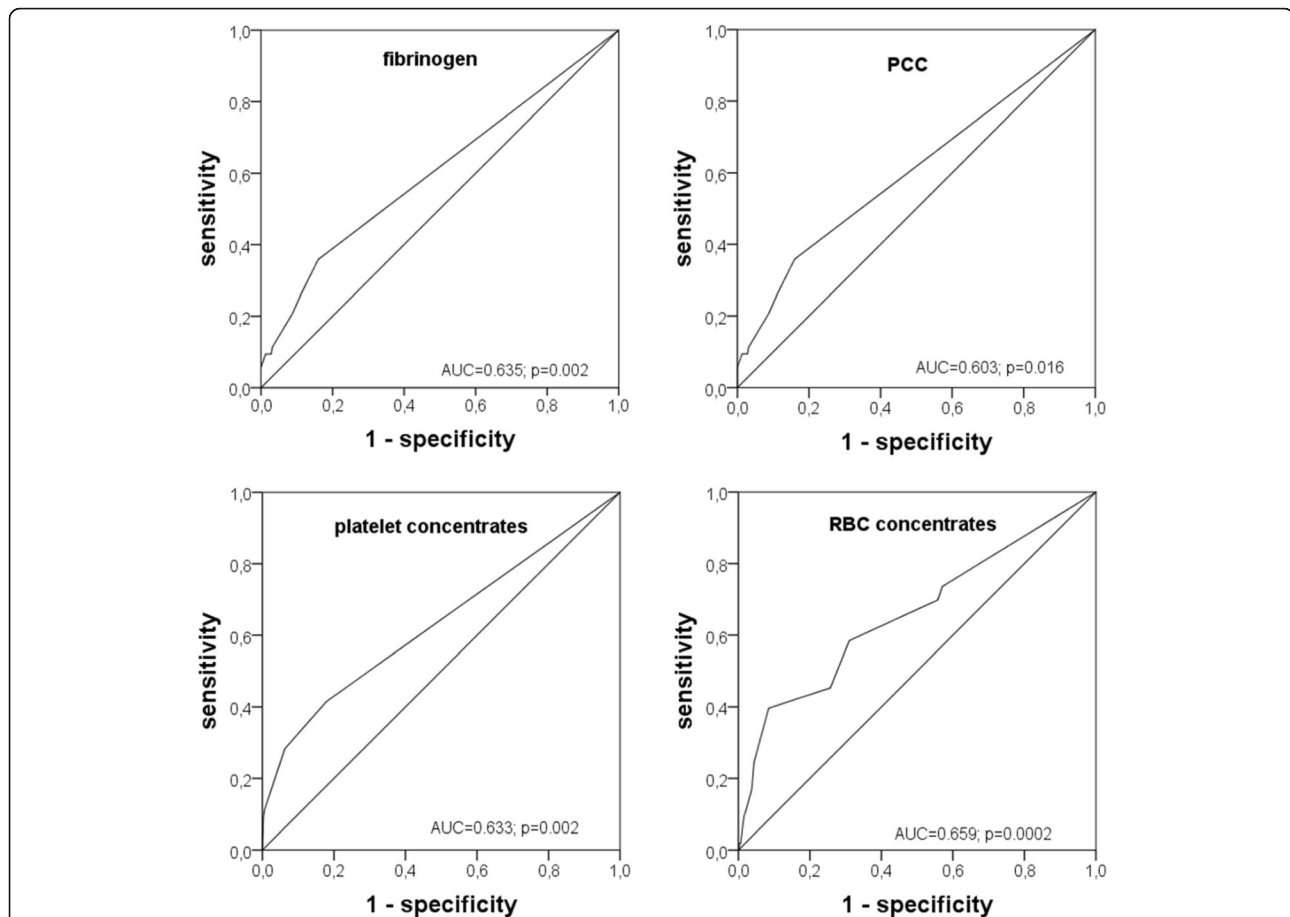 fibrinogen
sensitivity
1,0
0,8
0,6
0,4
0,2
0,0
AUC=0.635; p=0.002
0,0 0,2 0,4 0,6 0,8 1,0
1 - specificity
PCC
sensitivity
1,0
0,8
0,6
0,4
0,2
0,0
AUC=0.603; p=0.016
0,0 0,2 0,4 0,6 0,8 1,0
1 - specificity
platelet concentrates
sensitivity
1,0
0,8
0,6
0,4
0,2
0,0
AUC=0.633; p=0.002
0,0 0,2 0,4 0,6 0,8 1,0
1 - specificity
RBC concentrates
sensitivity
1,0
0,8
0,6
0,4
0,2
0,0
AUC=0.659; p=0.0002
0,0 0,2 0,4 0,6 0,8 1,0
1 - specificity